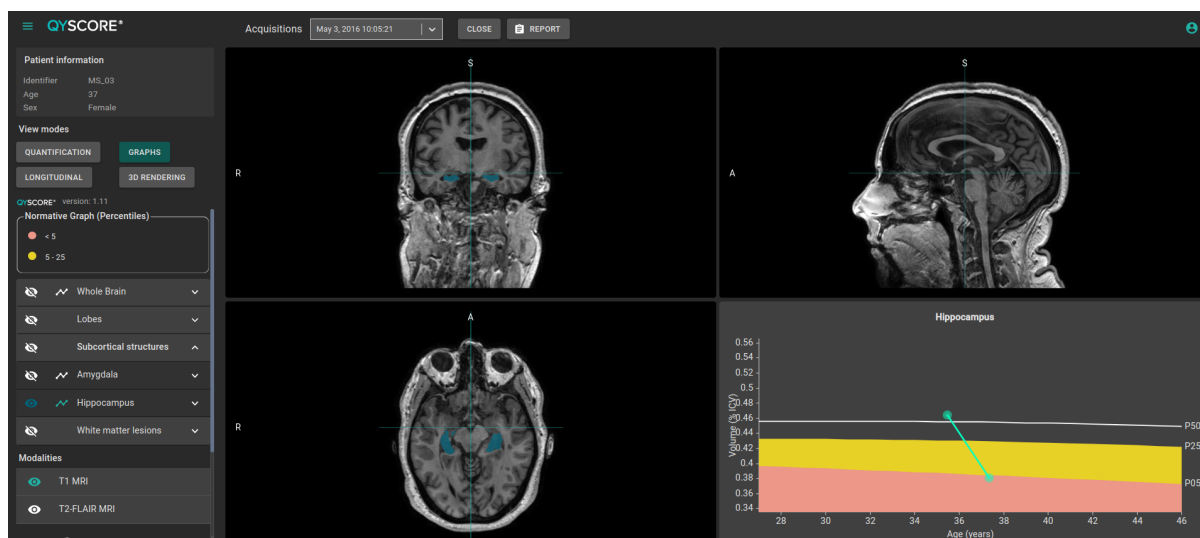 QYSCORE®
Acquisitions
May 3, 2016 10:05:21
CLOSE
REPORT
Patient information
Identifier MS_03
Age 37
Sex Female
View modes
QUANTIFICATION GRAPHS
LONGITUDINAL 3D RENDERING
QYSCORE® version: 1.11
Normative Graph (Percentiles)
< 5
5 - 25
Whole Brain
Lobes
Subcortical structures
Amygdala
Hippocampus
White matter lesions
Modalities
T1 MRI
T2-FLAIR MRI
S
R
S
A
A
R
Hippocampus
Volume (% ICV)
0.56
0.54
0.52
0.5
0.48
0.46
0.44
0.42
0.4
0.38
0.36
0.34
P50
P25
P05
28 30 32 34 36 38 40 42 44 46
Age (years)